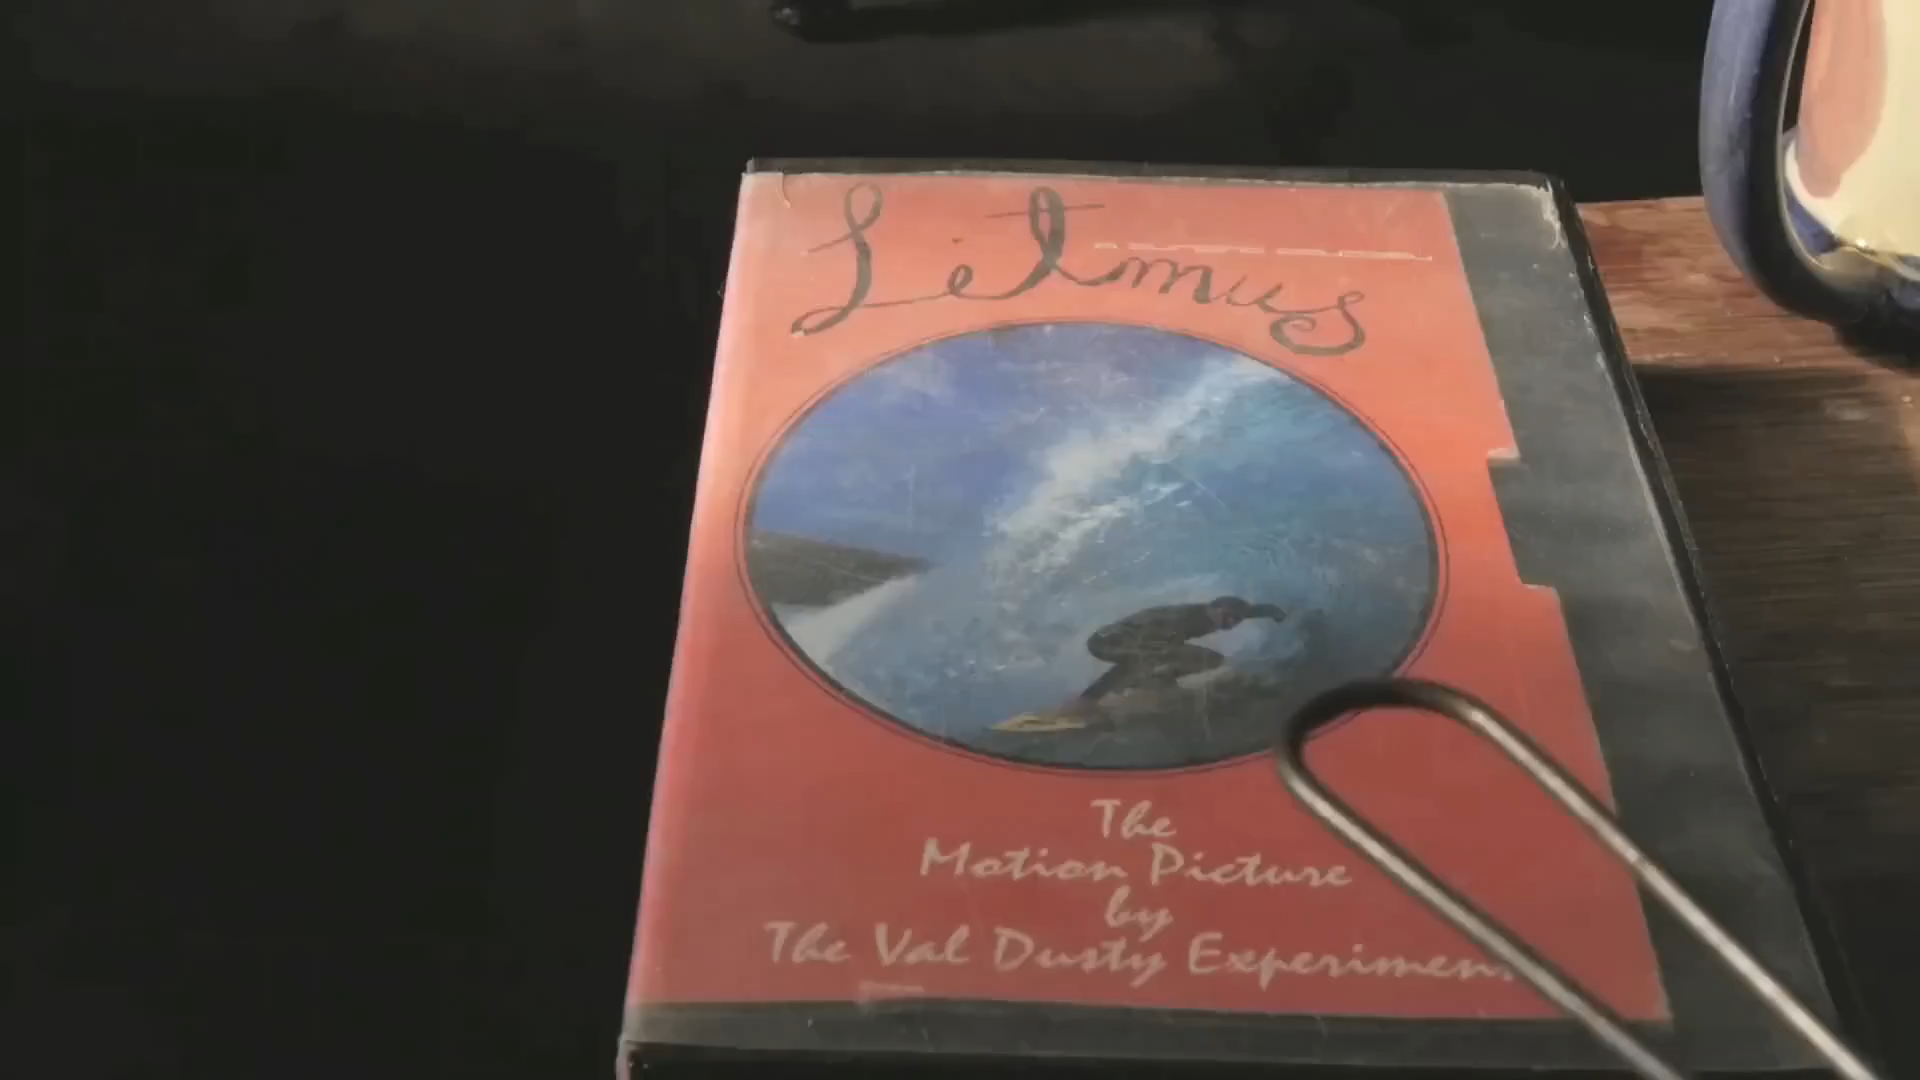 Litmus
The
Motion Picture
by
The Val Dusty Experiment